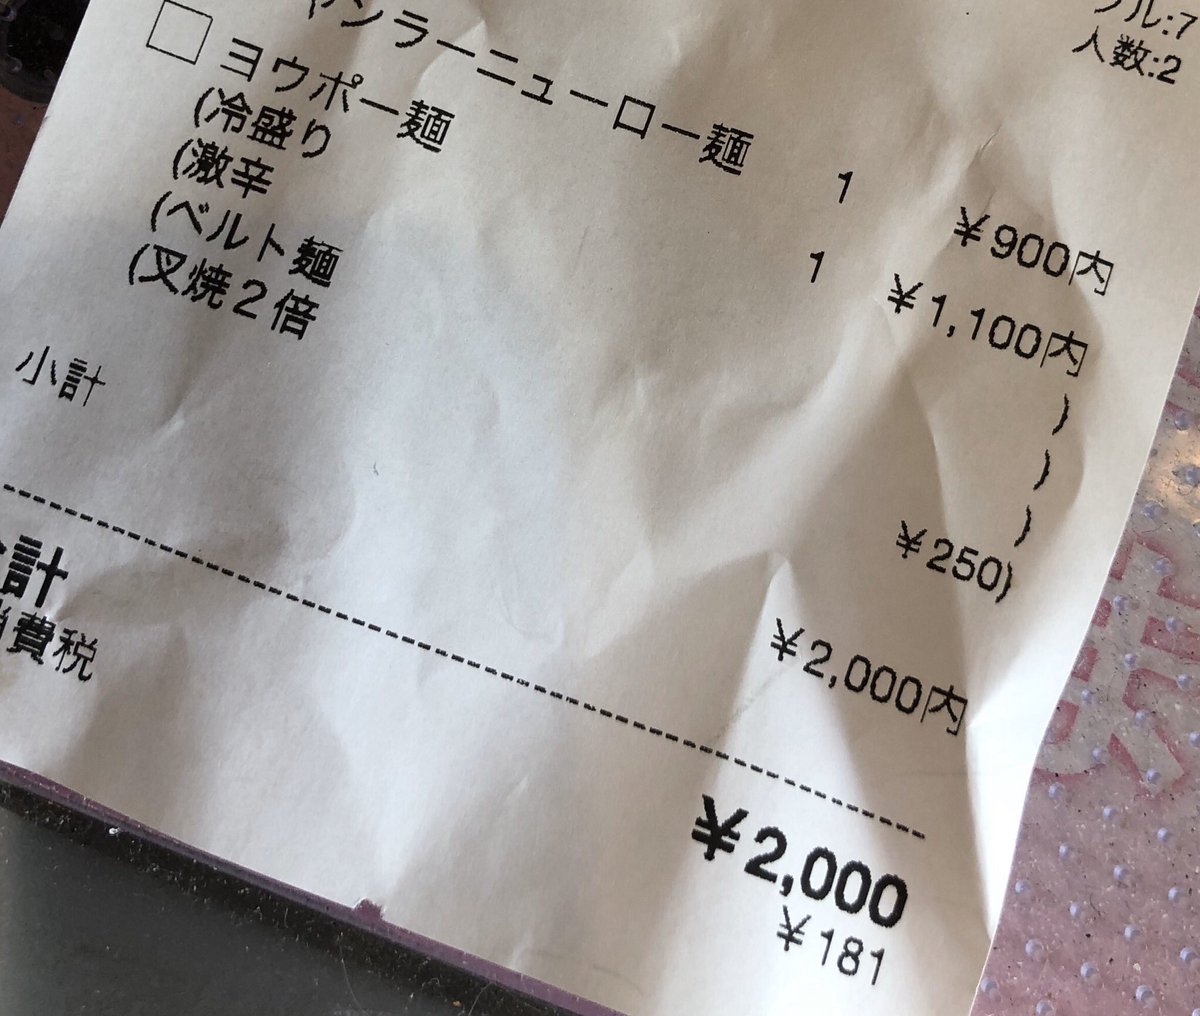 ブル:7
人数:2
ャンラーニューロー麺 1 ¥900内
□ ヨウポー麺 1 ¥1,100内
(冷盛り )
(激辛 )
(ベルト麺 )
(叉焼２倍 ¥250)
小計 ¥2,000内
合計 ¥2,000
消費税 ¥181